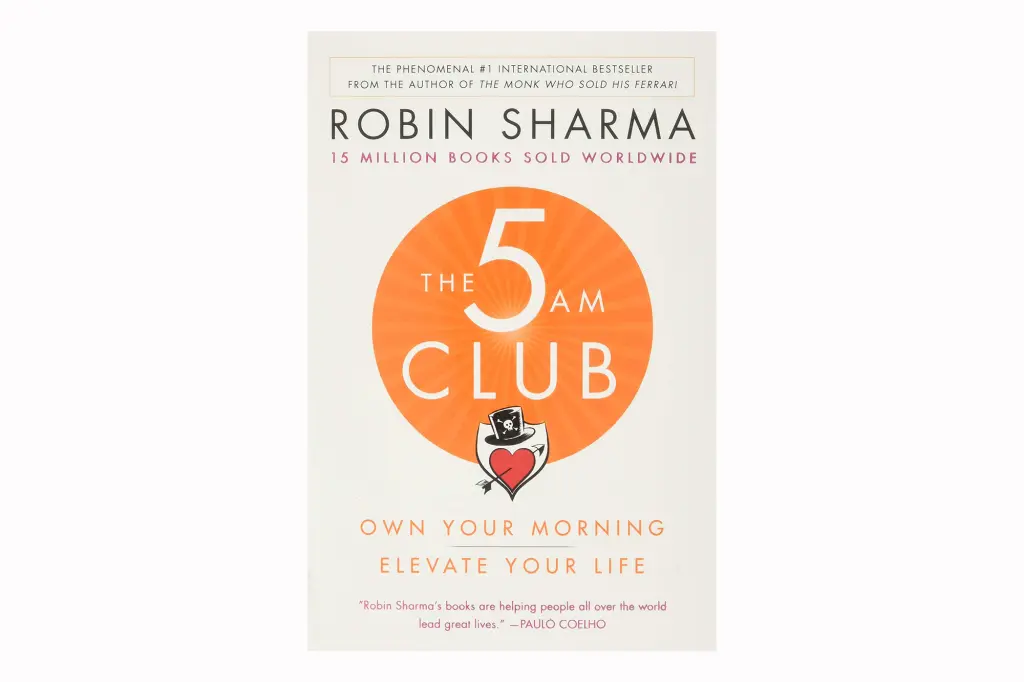 THE PHENOMENAL #1 INTERNATIONAL BESTSELLER
FROM THE AUTHOR OF THE MONK WHO SOLD HIS FERRARI
ROBIN SHARMA
15 MILLION BOOKS SOLD WORLDWIDE
THE 5 AM
CLUB
OWN YOUR MORNING
ELEVATE YOUR LIFE
"Robin Sharma's books are helping people all over the world
lead great lives." —PAULO COELHO